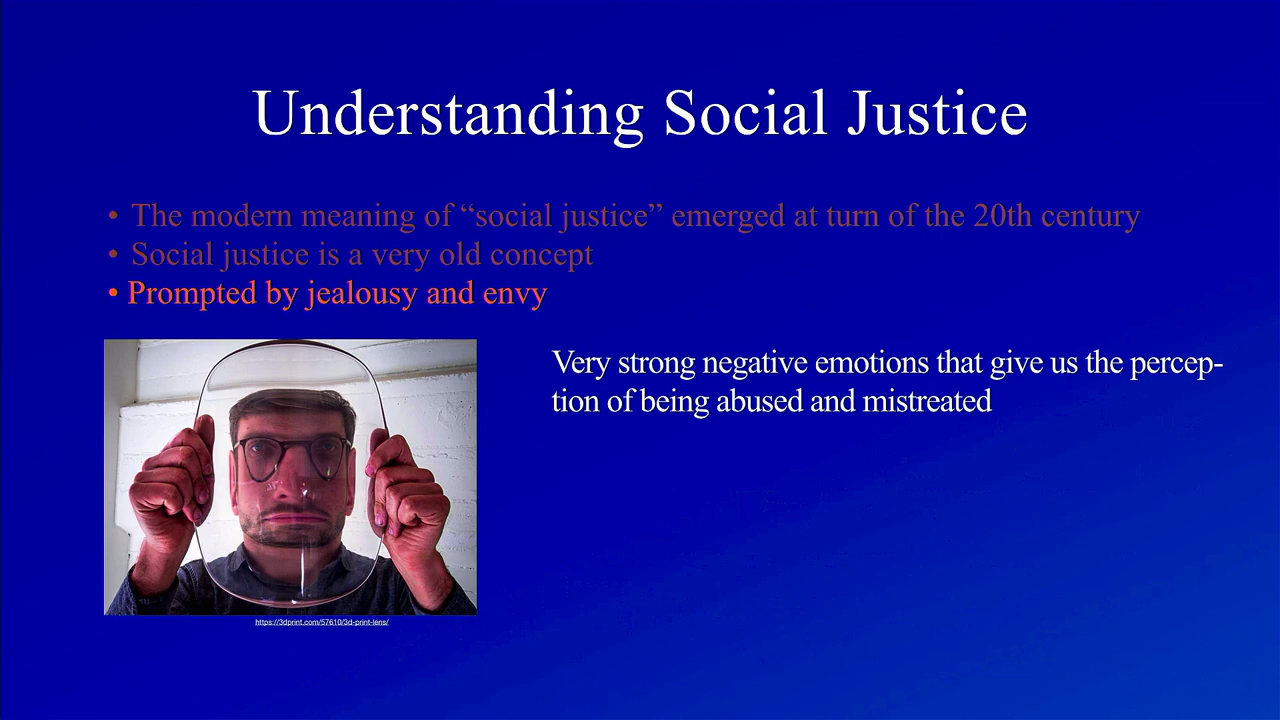 Understanding Social Justice
• The modern meaning of “social justice” emerged at turn of the 20th century
• Social justice is a very old concept
• Prompted by jealousy and envy
Very strong negative emotions that give us the percep-
tion of being abused and mistreated
https://3dprint.com/57610/3d-print-lens/